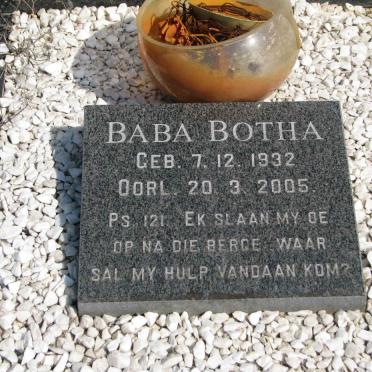 BABA BOTHA
GEB. 7. 12. 1932
OORL. 20. 3. 2005.
PS. 121. EK SLAAN MY OE
OP NA DIE BERGE. WAAR
SAL MY HULP VANDAAN KOM?